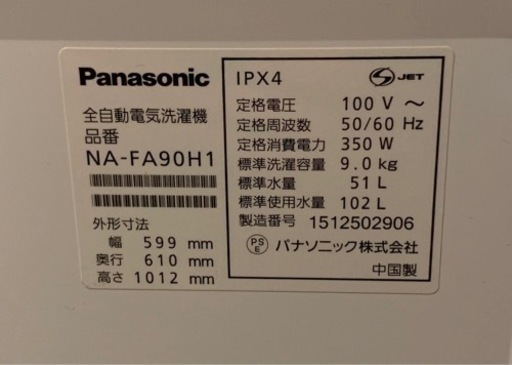 Panasonic
全自動電気洗濯機
品番
NA-FA90H1
外形寸法
幅 599 mm
奥行 610 mm
高さ 1012 mm
IPX4
S JET
定格電圧 100 V ～
定格周波数 50/60 Hz
定格消費電力 350 W
標準洗濯容量 9.0 kg
標準水量 51 L
標準使用水量 102 L
製造番号 1512502906
PS E パナソニック株式会社
中国製